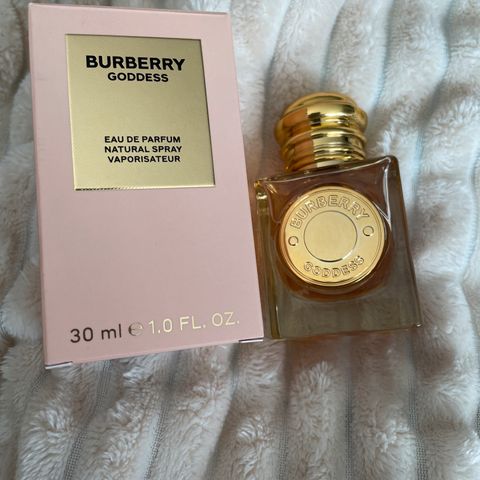 BURBERRY
GODDESS
EAU DE PARFUM
NATURAL SPRAY
VAPORISATEUR
30 ml ℮ 1.0 FL. OZ.
BURBERRY
GODDESS